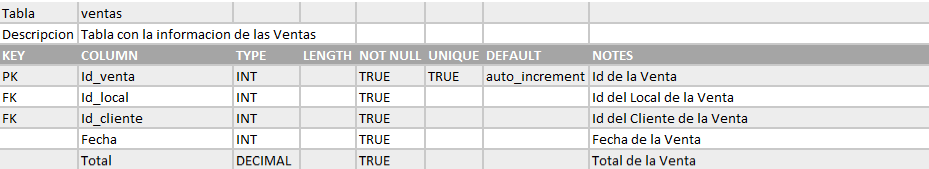 Tabla ventas
Descripcion Tabla con la informacion de las Ventas
KEY COLUMN TYPE LENGTH NOT NULL UNIQUE DEFAULT NOTES
PK Id_venta INT TRUE TRUE auto_increment Id de la Venta
FK Id_local INT TRUE Id del Local de la Venta
FK Id_cliente INT TRUE Id del Cliente de la Venta
Fecha INT TRUE Fecha de la Venta
Total DECIMAL TRUE Total de la Venta